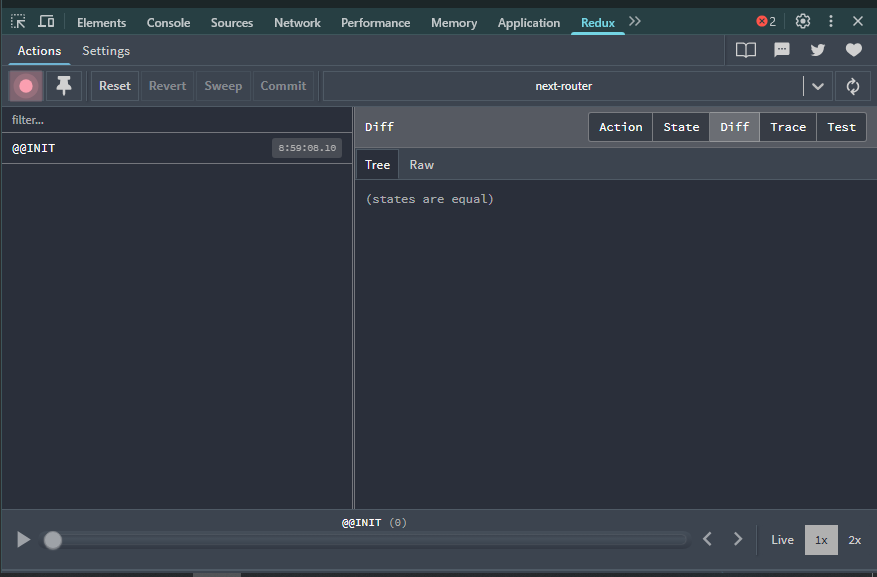 Elements Console Sources Network Performance Memory Application Redux 2
Actions Settings
Reset Revert Sweep Commit next-router
filter...
@@INIT 8:59:08.10
Diff Action State Diff Trace Test
Tree Raw
(states are equal)
@@INIT (0)
Live 1x 2x